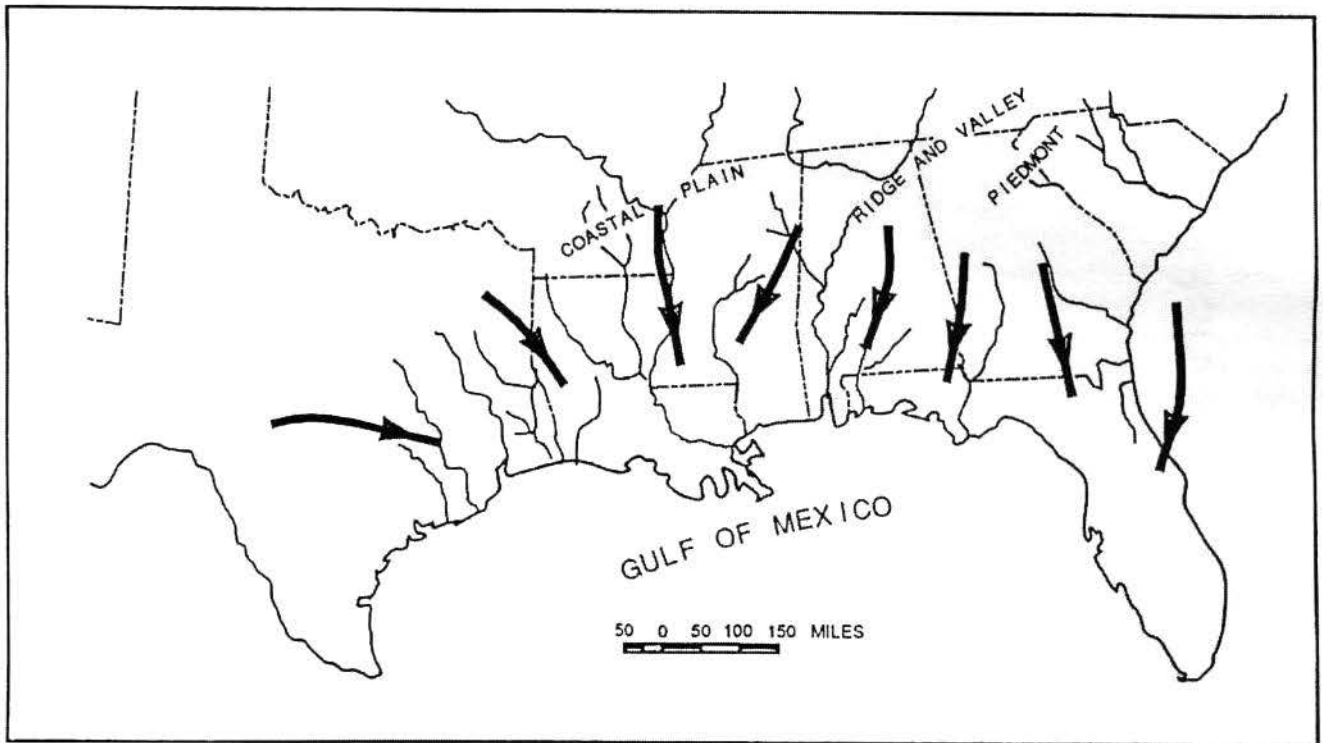 COASTAL PLAIN
RIDGE AND VALLEY
PIEDMONT
GULF OF MEXICO
50 0 50 100 150 MILES